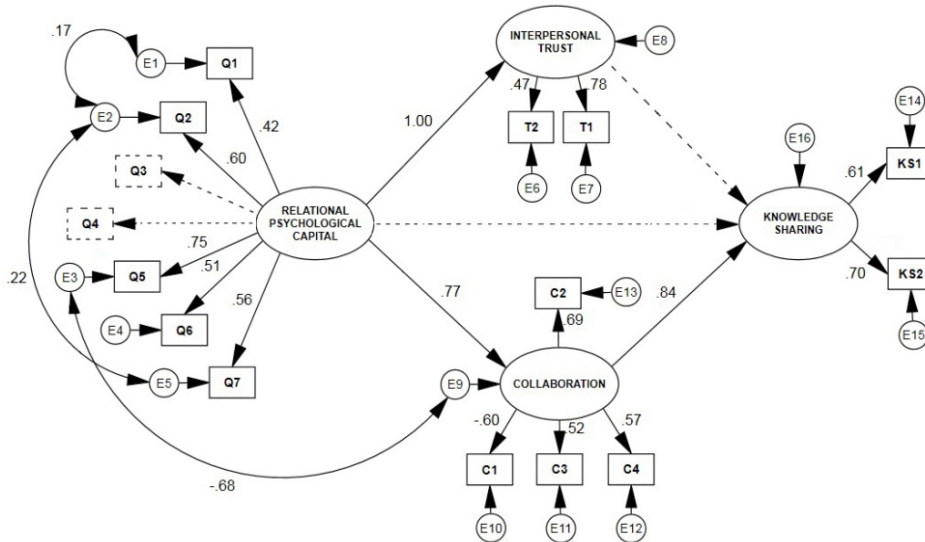 .17
E1
Q1
INTERPERSONAL
TRUST
E8
.47
.78
E14
E2
Q2
.42
1.00
T2
T1
E16
KS1
.60
.61
Q3
E6
E7
RELATIONAL
PSYCHOLOGICAL
CAPITAL
KNOWLEDGE
SHARING
Q4
.75
.51
.70
KS2
.22
E3
Q5
.56
.77
C2
E13
.84
.69
E4
Q6
E15
E5
Q7
E9
COLLABORATION
-.60
.52
.57
-.68
C1
C3
C4
E10
E11
E12